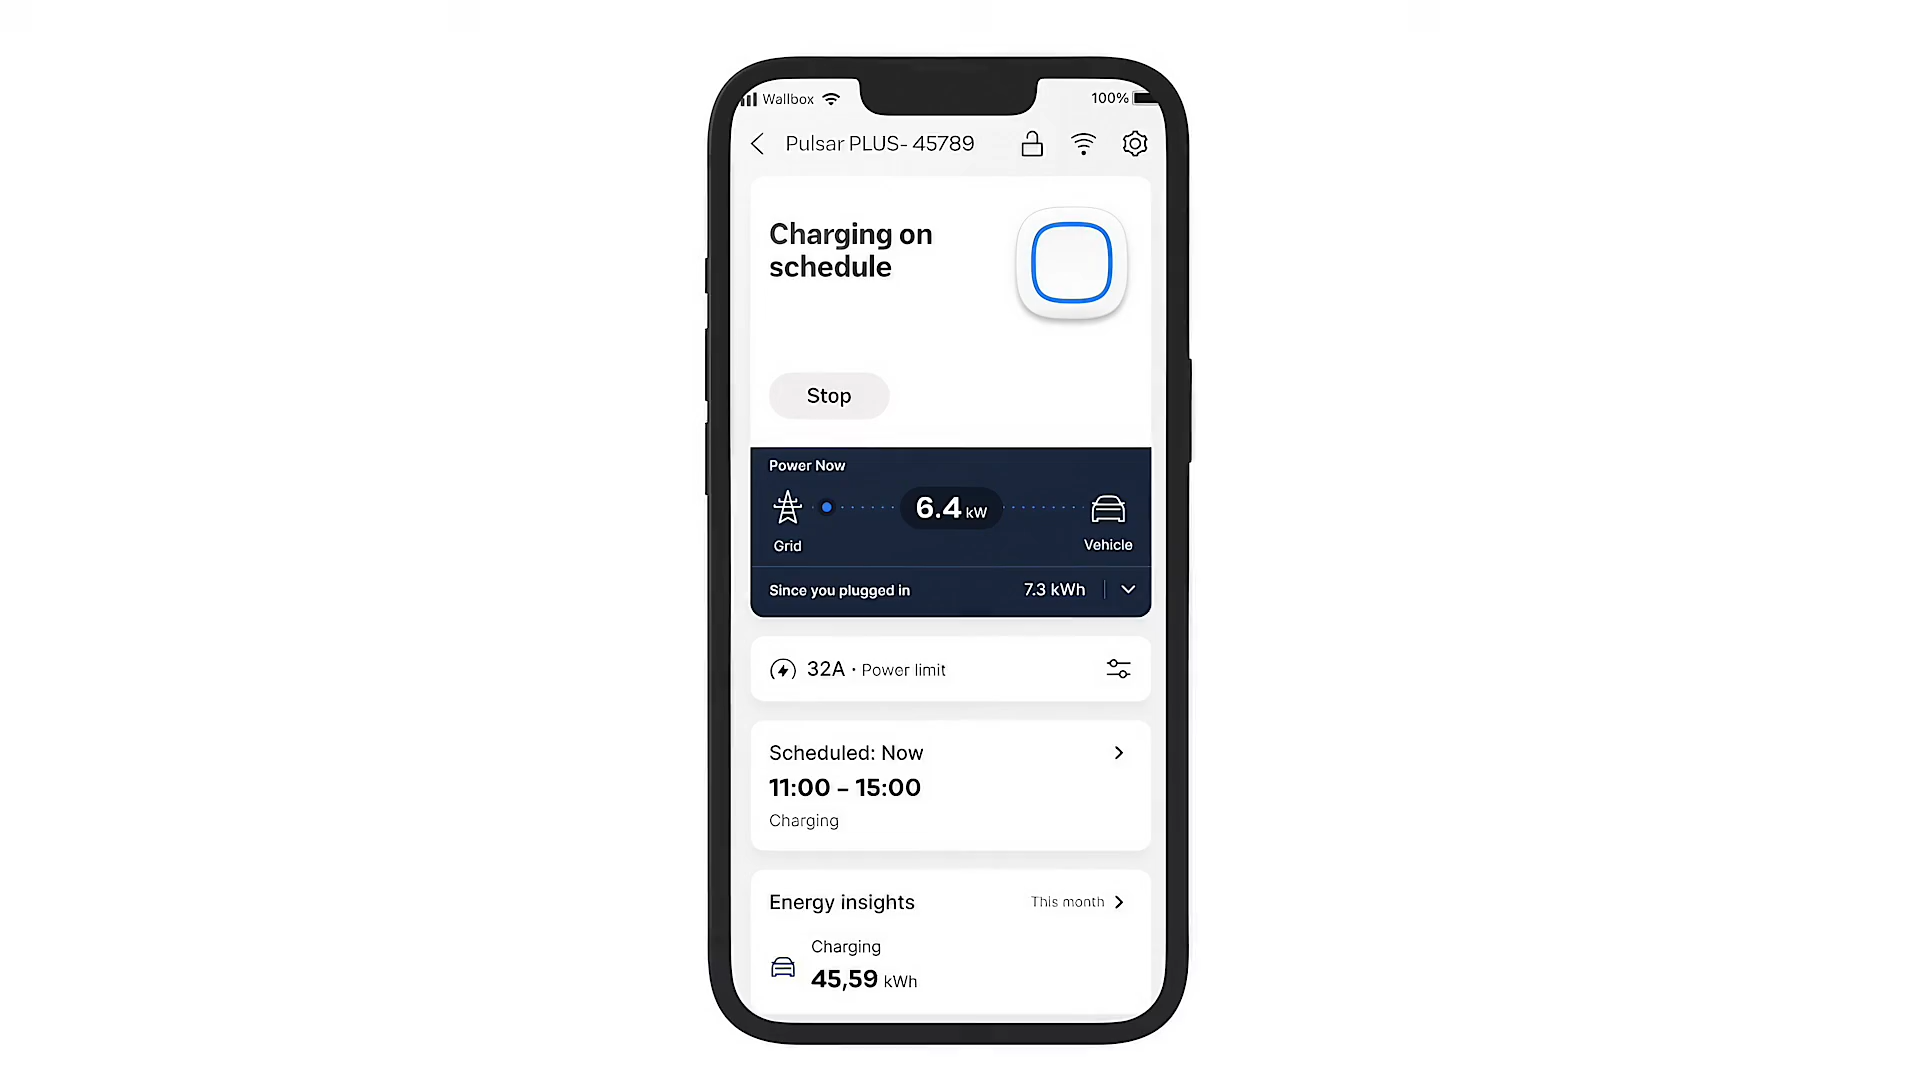 Wallbox
100%
Pulsar PLUS- 45789
Charging on
schedule
Stop
Power Now
6.4 kW
Grid
Vehicle
Since you plugged in 7.3 kWh
32A · Power limit
Scheduled: Now
11:00 – 15:00
Charging
Energy insights This month
Charging
45,59 kWh